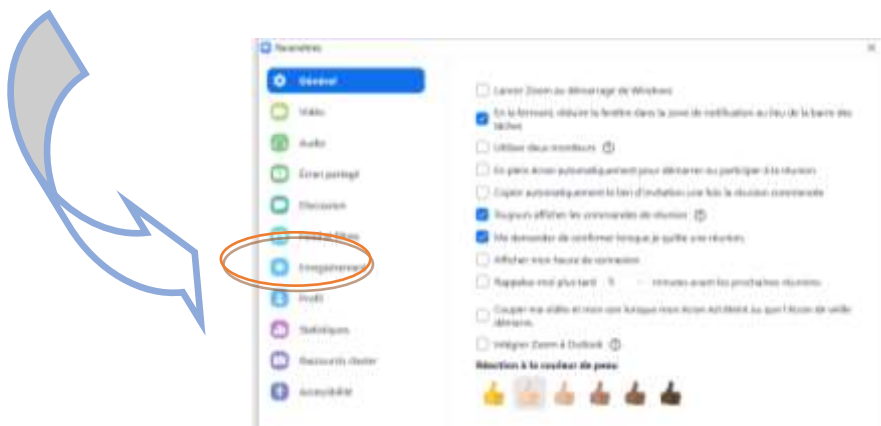 Paramètres
Général
Vidéo
Audio
Écran partagé
Discussion
Enregistrement
Profil
Statistiques
Raccourcis clavier
Accessibilité
Lancer Zoom au démarrage de Windows
En la fermant, réduire la fenêtre dans la zone de notification au lieu de la barre des
tâches
Utiliser deux moniteurs
En plein écran automatiquement pour démarrer ou participer à la réunion
Copier automatiquement le lien d'invitation une fois la réunion commencée
Toujours afficher les commandes de réunion
Me demander de confirmer lorsque je quitte une réunion
Afficher mon heure de connexion
Rappelez-moi plus tard 5 minutes avant les prochaines réunions
Couper ma vidéo et mon son lorsque mon écran est éteint ou que l'écran de veille
démarre
Intégrer Zoom à Outlook
Réaction à la couleur de peau